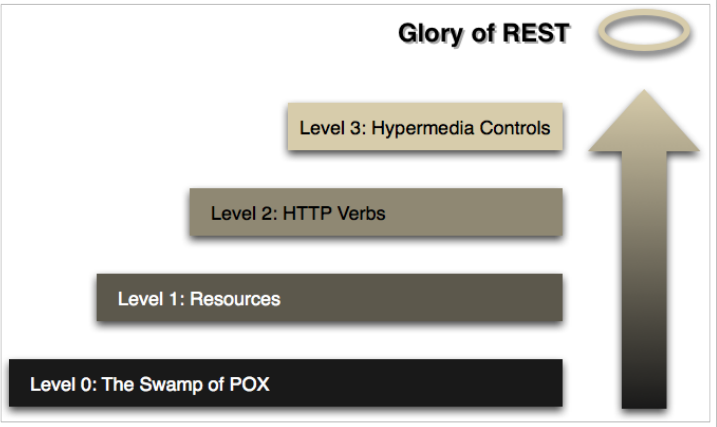 Glory of REST
Level 3: Hypermedia Controls
Level 2: HTTP Verbs
Level 1: Resources
Level 0: The Swamp of POX